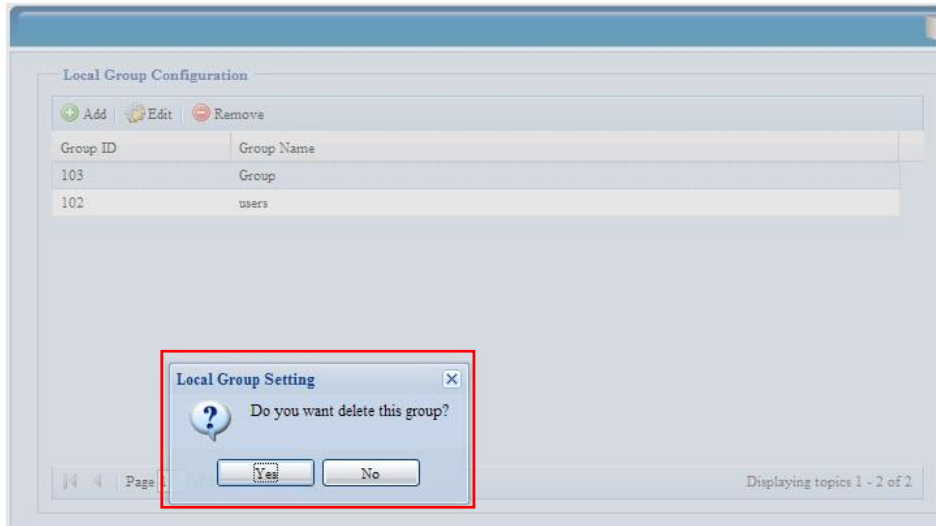 Local Group Configuration
Add Edit Remove
Group ID Group Name
103 Group
102 users
Local Group Setting
Do you want delete this group?
Yes No
Page 1 Displaying topics 1 - 2 of 2